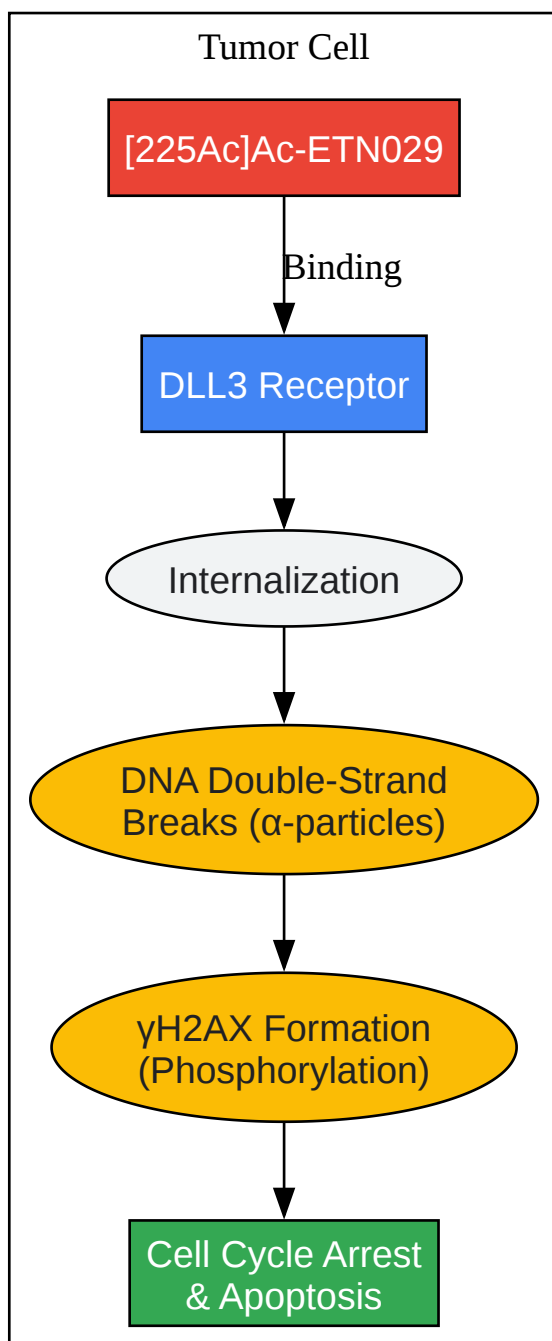 Tumor Cell
[225Ac]Ac-ETN029
Binding
DLL3 Receptor
Internalization
DNA Double-Strand
Breaks (α-particles)
γH2AX Formation
(Phosphorylation)
Cell Cycle Arrest
& Apoptosis